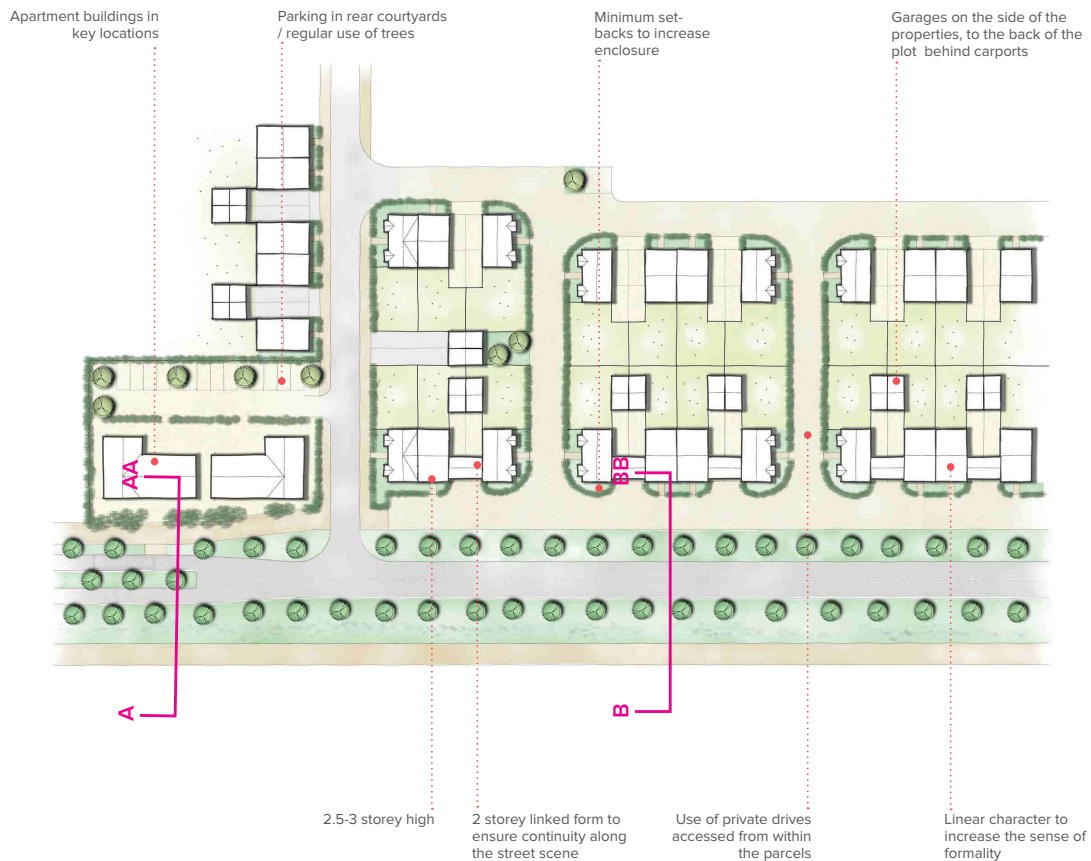 Apartment buildings in
key locations
Parking in rear courtyards
/ regular use of trees
Minimum set-
backs to increase
enclosure
Garages on the side of the
properties, to the back of the
plot behind carports
AA
BB
A
B
2.5-3 storey high
2 storey linked form to
ensure continuity along
the street scene
Use of private drives
accessed from within
the parcels
Linear character to
increase the sense of
formality